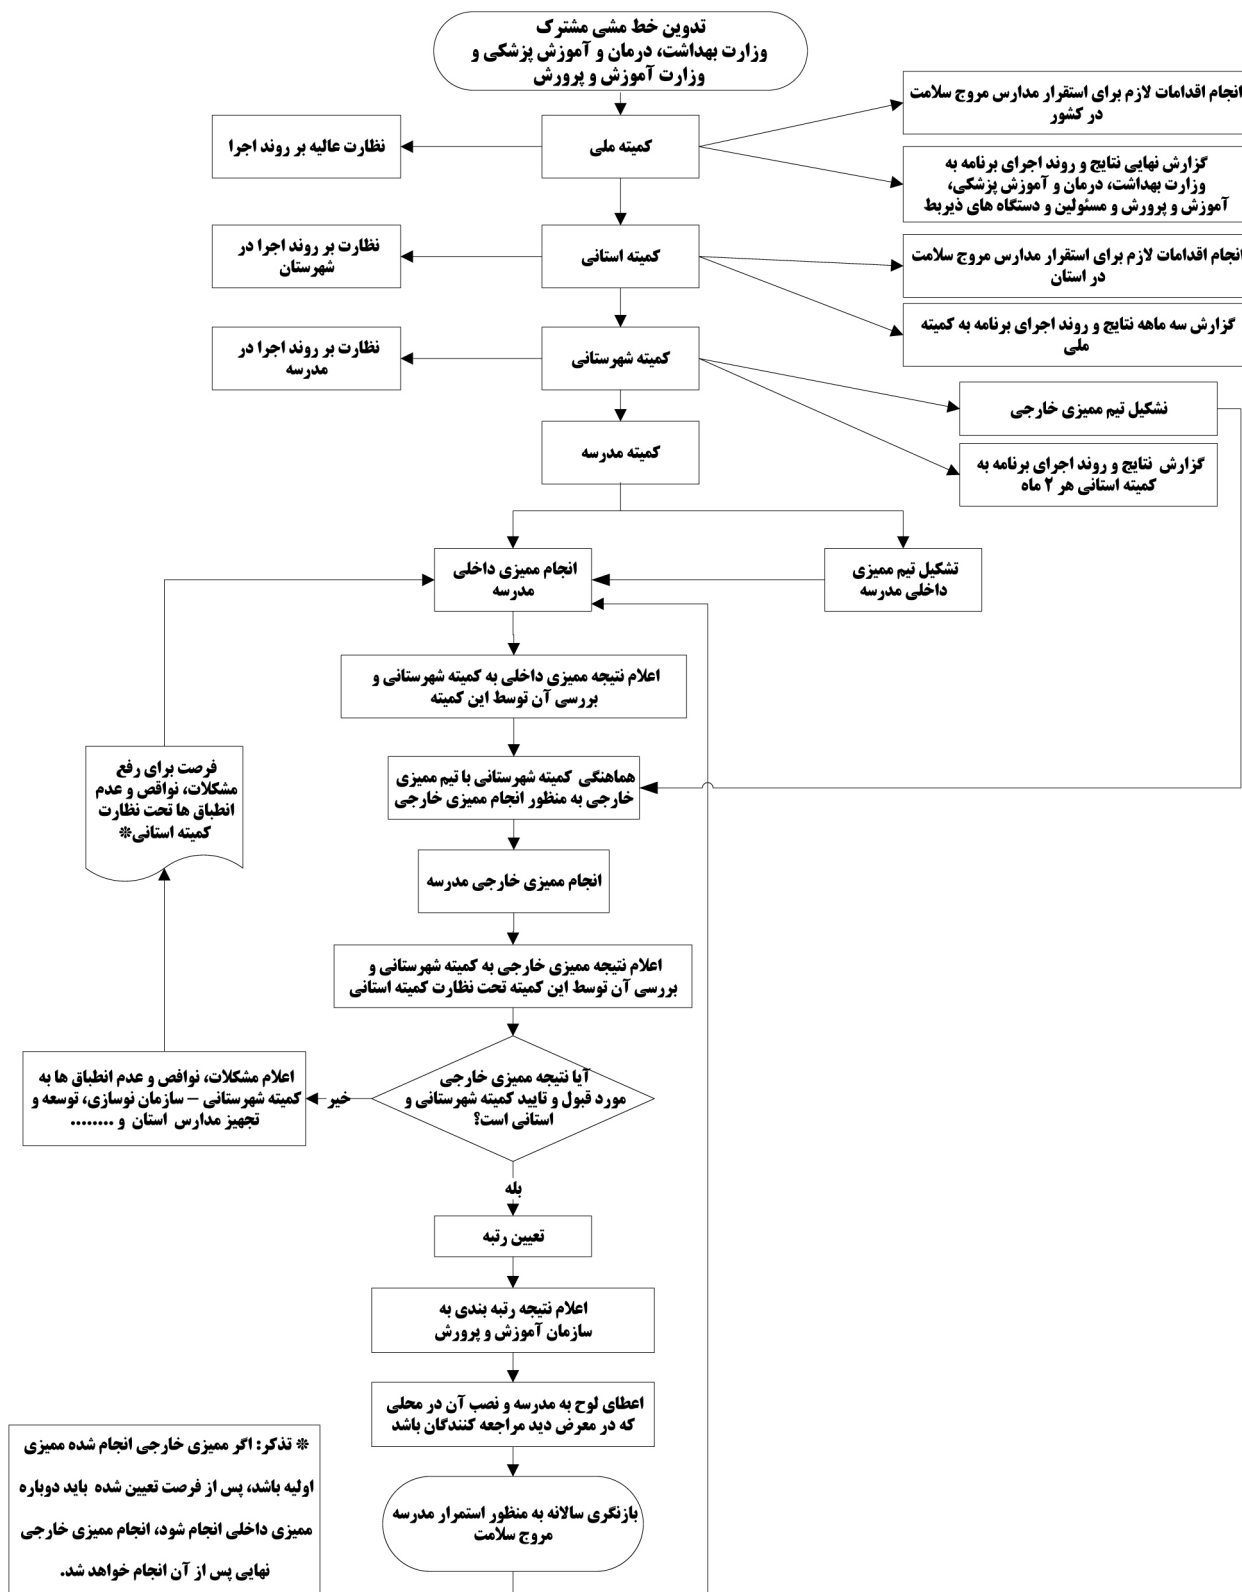 تدوین خط مشی مشترک
وزارت بهداشت، درمان و آموزش پزشکی و
وزارت آموزش و پرورش
انجام اقدامات لازم برای استقرار مدارس مروج سلامت
در کشور
کمیته ملی
نظارت عالیه بر روند اجرا
گزارش نهایی نتایج و روند اجرای برنامه به
وزارت بهداشت، درمان و آموزش پزشکی،
آموزش و پرورش و مسئولین و دستگاه های ذیربط
انجام اقدامات لازم برای استقرار مدارس مروج سلامت
در استان
کمیته استانی
نظارت بر روند اجرا در
شهرستان
گزارش سه ماهه نتایج و روند اجرای برنامه به کمیته
ملی
کمیته شهرستانی
نظارت بر روند اجرا در
مدرسه
تشکیل تیم ممیزی خارجی
گزارش نتایج و روند اجرای برنامه به
کمیته استانی هر ۲ ماه
کمیته مدرسه
تشکیل تیم ممیزی
داخلی مدرسه
انجام ممیزی داخلی
مدرسه
اعلام نتیجه ممیزی داخلی به کمیته شهرستانی و
بررسی آن توسط این کمیته
هماهنگی کمیته شهرستانی با تیم ممیزی
خارجی به منظور انجام ممیزی خارجی
فرصت برای رفع
مشکلات، نواقص و عدم
انطباق ها تحت نظارت
کمیته استانی*
انجام ممیزی خارجی مدرسه
اعلام نتیجه ممیزی خارجی به کمیته شهرستانی و
بررسی آن توسط این کمیته تحت نظارت کمیته استانی
آیا نتیجه ممیزی خارجی
مورد قبول و تایید کمیته شهرستانی و
استانی است؟
خیر
اعلام مشکلات، نواقص و عدم انطباق ها به
کمیته شهرستانی – سازمان نوسازی، توسعه و
تجهیز مدارس استان و ........
بله
تعیین رتبه
اعلام نتیجه رتبه بندی به
سازمان آموزش و پرورش
اعطای لوح به مدرسه و نصب آن در محلی
که در معرض دید مراجعه کنندگان باشد
بازنگری سالانه به منظور استمرار مدرسه
مروج سلامت
* تذکر: اگر ممیزی خارجی انجام شده ممیزی
اولیه باشد، پس از فرصت تعیین شده باید دوباره
ممیزی داخلی انجام شود، انجام ممیزی خارجی
نهایی پس از آن انجام خواهد شد.